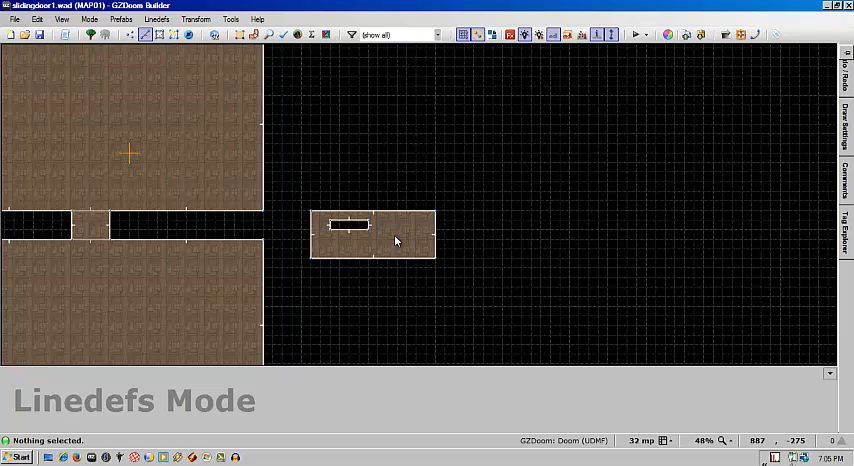 slidingdoor1.wad (MAP01) - GZDoom Builder
File Edit View Mode Prefabs Linedefs Transform Tools Help
(show all)
Undo / Redo
Draw Settings
Comments
Tag Explorer
Linedefs Mode
Nothing selected.
GZDoom: Doom (UDMF) 32 mp 48% 887 , -275 0
Start 7:05 PM